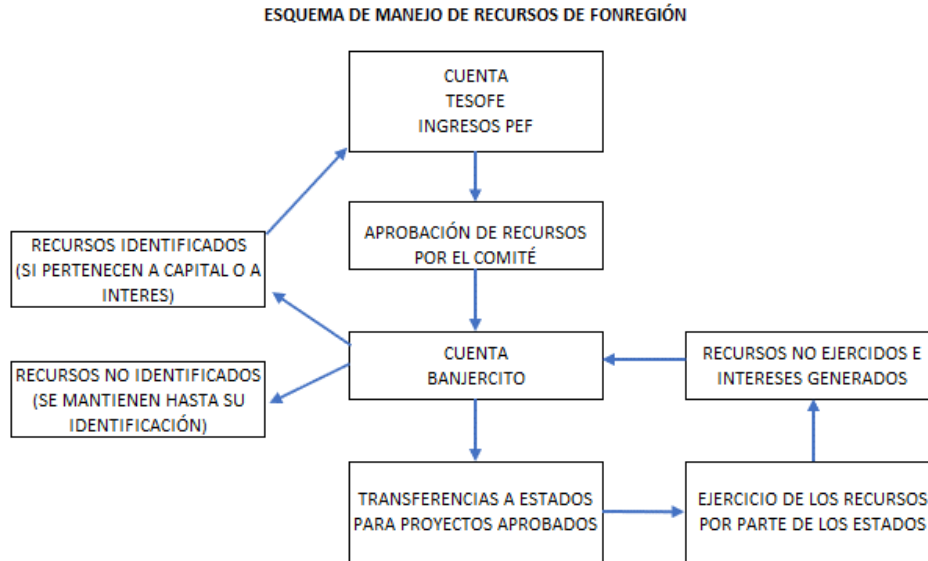 ESQUEMA DE MANEJO DE RECURSOS DE FONREGIÓN
CUENTA
TESOFE
INGRESOS PEF
APROBACIÓN DE RECURSOS
POR EL COMITÉ
RECURSOS IDENTIFICADOS
(SI PERTENECEN A CAPITAL O A
INTERES)
CUENTA
BANJERCITO
RECURSOS NO EJERCIDOS E
INTERESES GENERADOS
RECURSOS NO IDENTIFICADOS
(SE MANTIENEN HASTA SU
IDENTIFICACIÓN)
TRANSFERENCIAS A ESTADOS
PARA PROYECTOS APROBADOS
EJERCICIO DE LOS RECURSOS
POR PARTE DE LOS ESTADOS